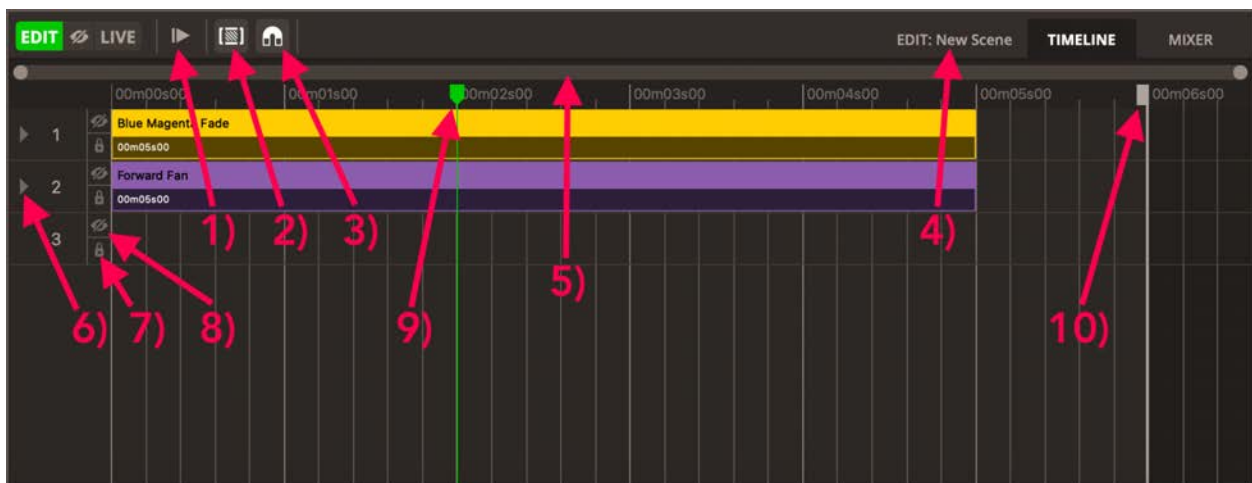 EDIT LIVE EDIT: New Scene TIMELINE MIXER
00m00s00 00m01s00 00m02s00 00m03s00 00m04s00 00m05s00 00m06s00
1 Blue Magenta Fade
00m05s00
2 Forward Fan
00m05s00
3
1) 2) 3) 4)
5)
6) 7) 8) 9) 10)